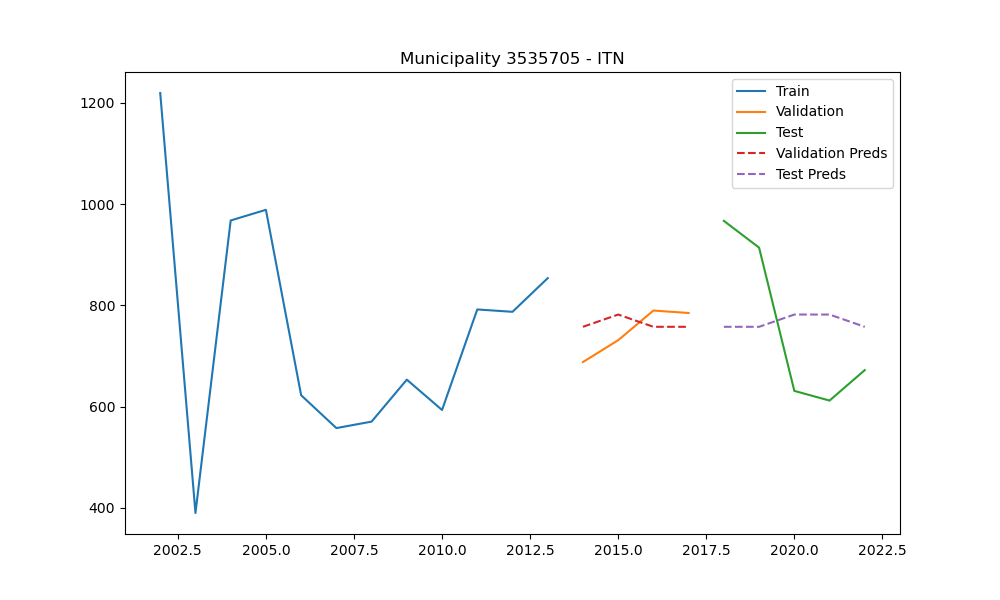 Municipality 3535705 - ITN
1200
1000
800
600
400
2002.5 2005.0 2007.5 2010.0 2012.5 2015.0 2017.5 2020.0 2022.5
Train
Validation
Test
Validation Preds
Test Preds